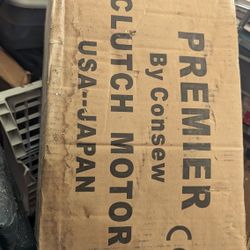 PREMIER
By Consew
CLUTCH MOTOR
USA--JAPAN